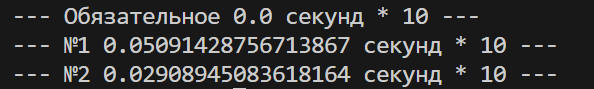 --- Обязательное 0.0 секунд * 10 ---
--- №1 0.05091428756713867 секунд * 10 ---
--- №2 0.02908945083618164 секунд * 10 ---